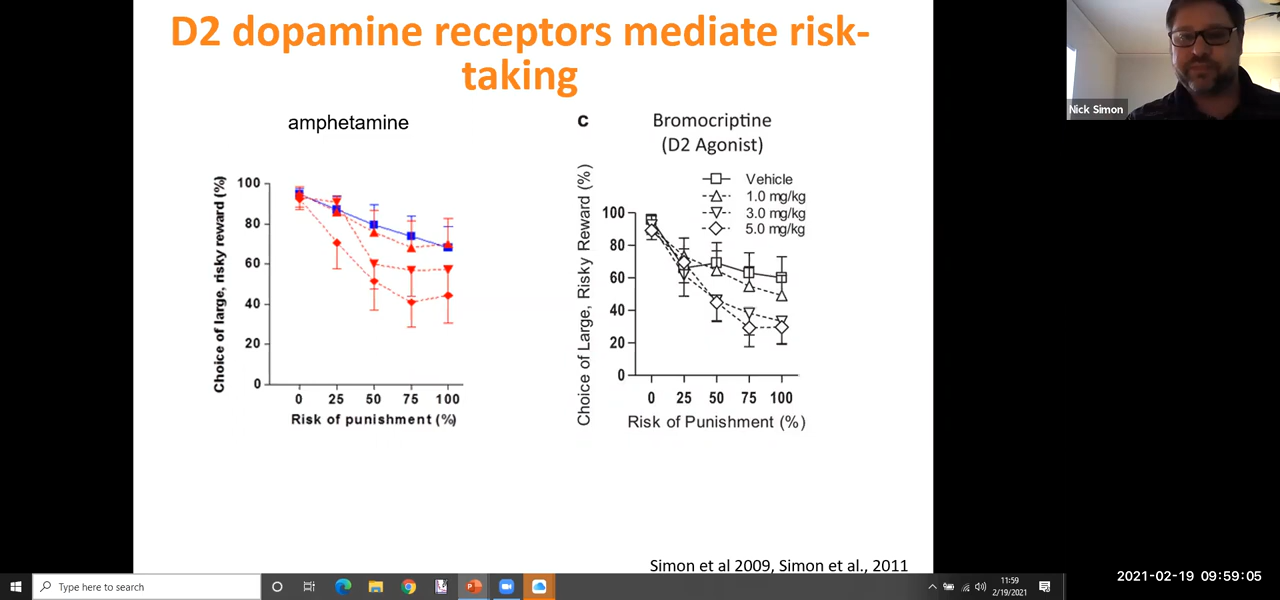 D2 dopamine receptors mediate risk-
taking
amphetamine
Choice of large, risky reward (%)
100
80
60
40
20
0
0 25 50 75 100
Risk of punishment (%)
c
Bromocriptine
(D2 Agonist)
Vehicle
1.0 mg/kg
3.0 mg/kg
5.0 mg/kg
Choice of Large, Risky Reward (%)
100
80
60
40
20
0
0 25 50 75 100
Risk of Punishment (%)
Simon et al 2009, Simon et al., 2011
Nick Simon
Type here to search
11:59
2/19/2021
2021-02-19 09:59:05